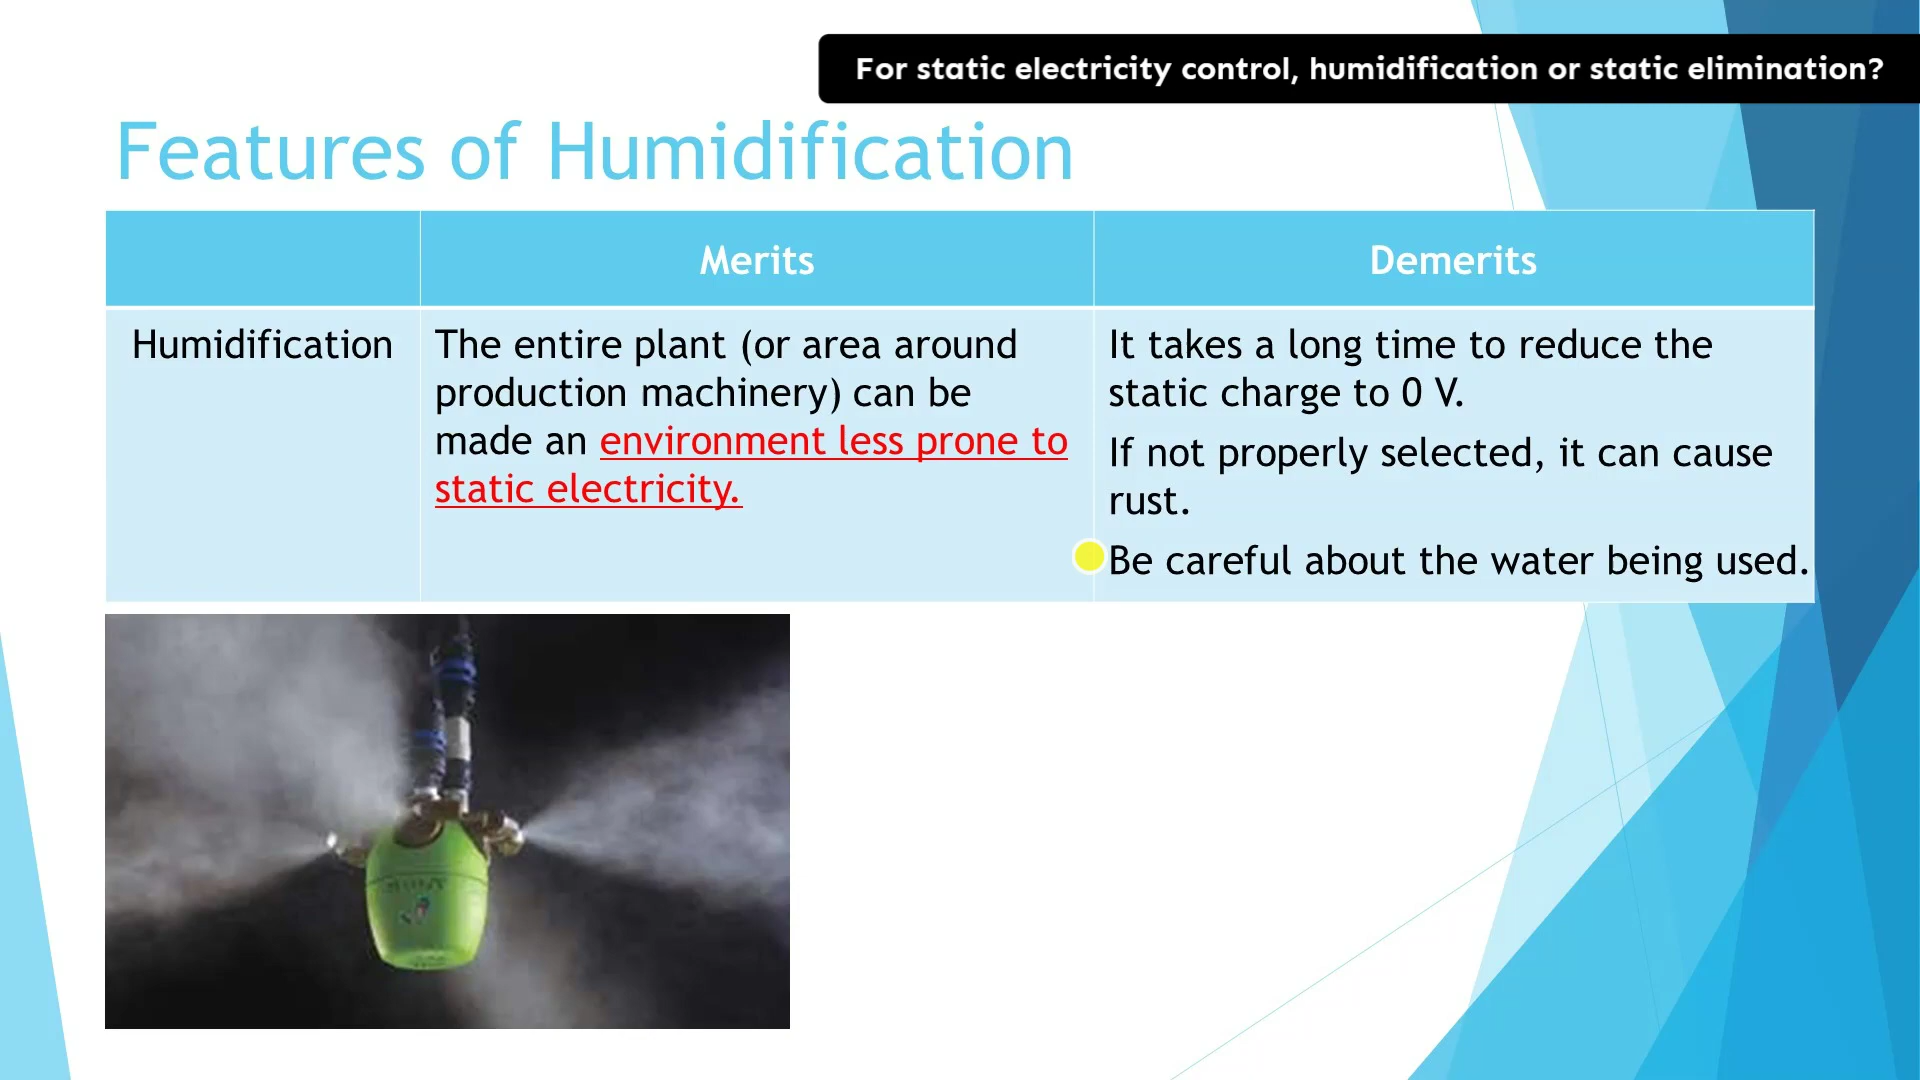 For static electricity control, humidification or static elimination?
Features of Humidification
Merits
Demerits
Humidification
The entire plant (or area around
production machinery) can be
made an environment less prone to
static electricity.
It takes a long time to reduce the
static charge to 0 V.
If not properly selected, it can cause
rust.
Be careful about the water being used.